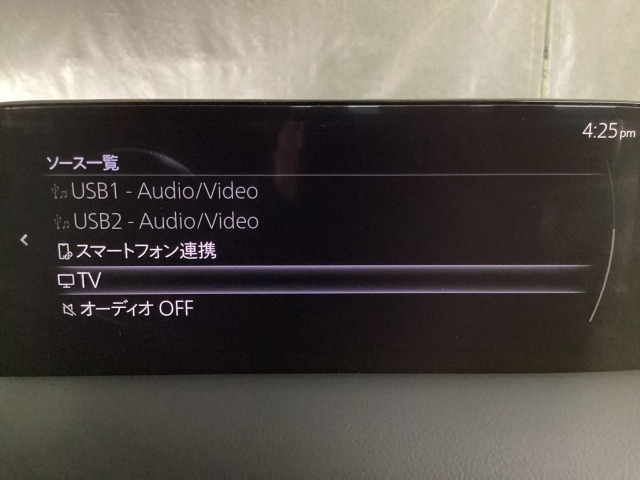 4:25pm
ソース一覧
USB1 - Audio/Video
USB2 - Audio/Video
スマートフォン連携
TV
オーディオ OFF